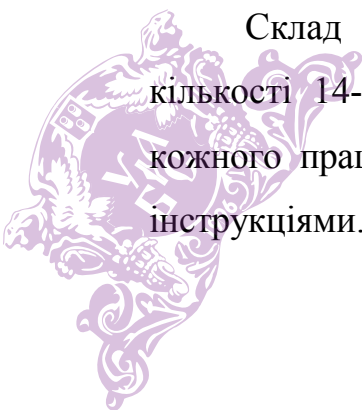 Склад
кількості 14-
кожного прац
інструкціями.